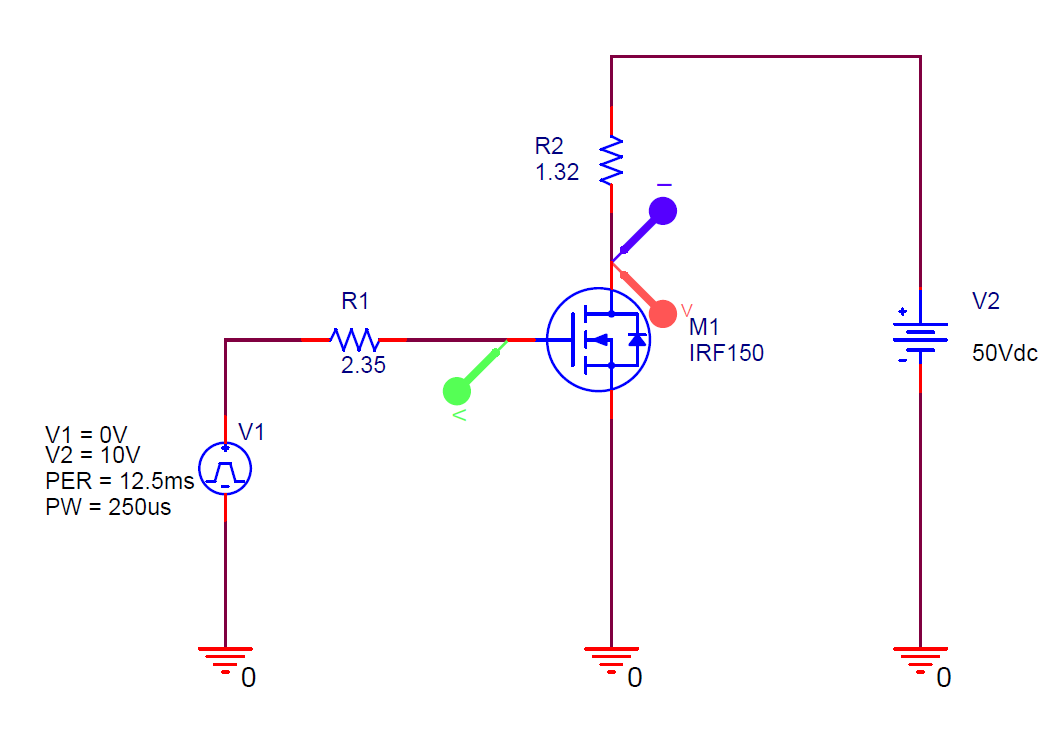 R2
1.32
V
M1
IRF150
V2
50Vdc
R1
2.35
V
V1
V1 = 0V
V2 = 10V
PER = 12.5ms
PW = 250us
0
0
0